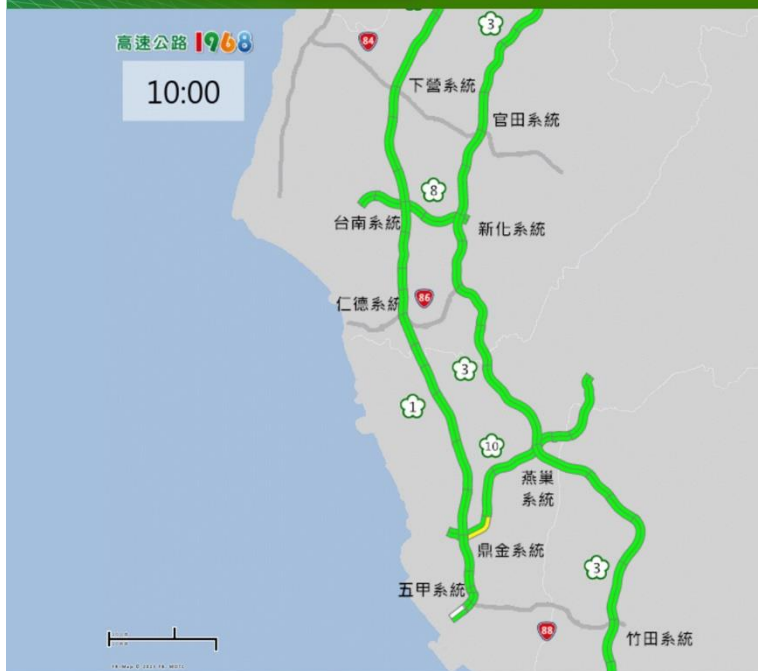 3
高速公路 1968
84
10:00
下營系統
官田系統
8
台南系統
新化系統
86
仁德系統
3
1
10
燕巢
系統
鼎金系統
3
五甲系統
88
竹田系統